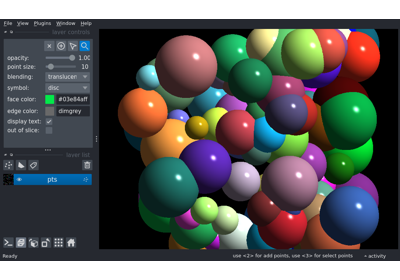 File View Plugins Window Help
layer controls
opacity: 1.00
point size: 10
blending: translucen
symbol: disc
face color: #03e84aff
edge color: dimgrey
display text:
out of slice:
layer list
pts
Ready
use <2> for add points, use <3> for select points
activity